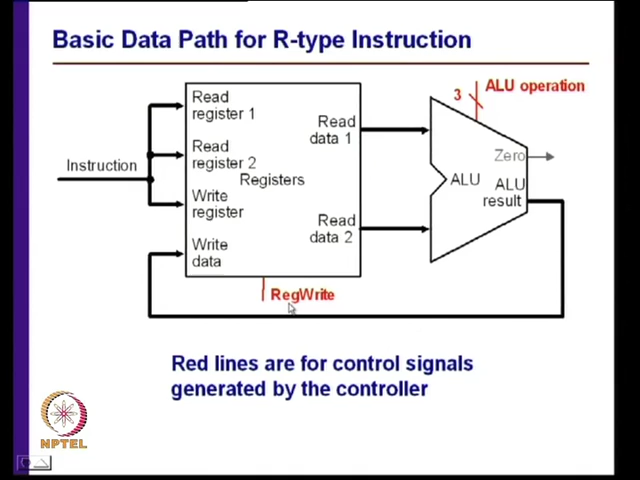 Basic Data Path for R-type Instruction
3
ALU operation
Read
register 1
Read
data 1
Read
register 2
Instruction
Registers
Zero
ALU
ALU
result
Write
register
Read
data 2
Write
data
RegWrite
Red lines are for control signals
generated by the controller
NPTEL